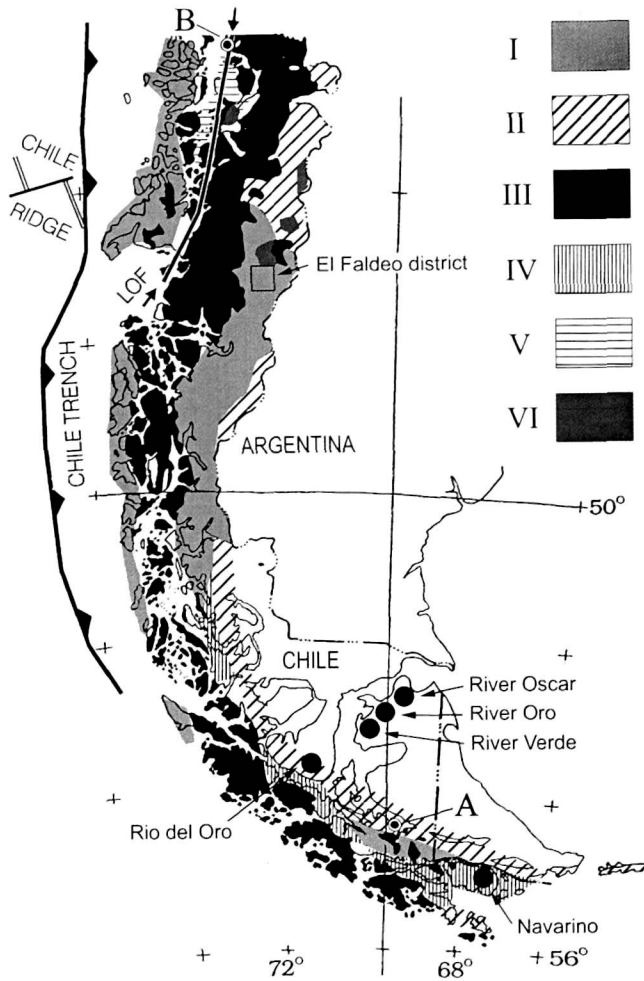 B
I
II
CHILE
RIDGE
III
El Faldeo district
LOF
IV
V
CHILE TRENCH
ARGENTINA
VI
50°
CHILE
River Oscar
River Oro
River Verde
A
Rio del Oro
Navarino
72°
68°
56°